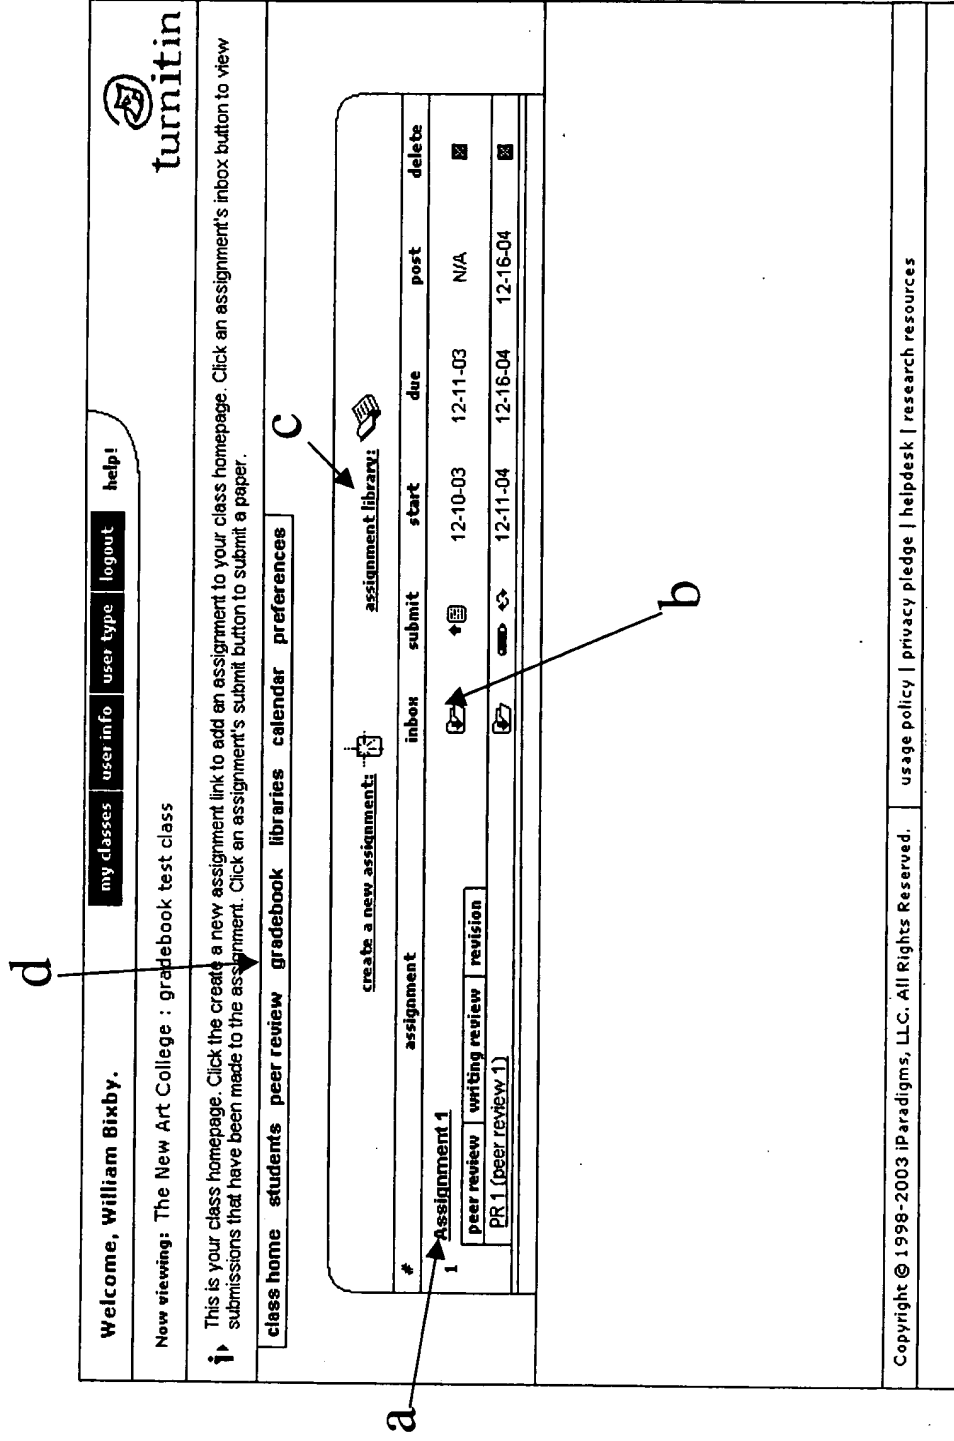 d
Welcome, William Bixby.
my classes user info user type logout help!
turnitin
Now viewing: The New Art College : gradebook test class
This is your class homepage. Click the create a new assignment link to add an assignment to your class homepage. Click an assignment's inbox button to view
submissions that have been made to the assignment. Click an assignment's submit button to submit a paper.
class home students peer review gradebook libraries calendar preferences
c
create a new assignment: assignment library:
# assignment inbox submit start due post delete
1 Assignment 1 12-10-03 12-11-03 N/A
peer review writing review revision
PR 1 (peer review 1) 12-11-04 12-16-04 12-16-04
a
b
Copyright © 1998-2003 iParadigms, LLC. All Rights Reserved. usage policy | privacy pledge | helpdesk | research resources